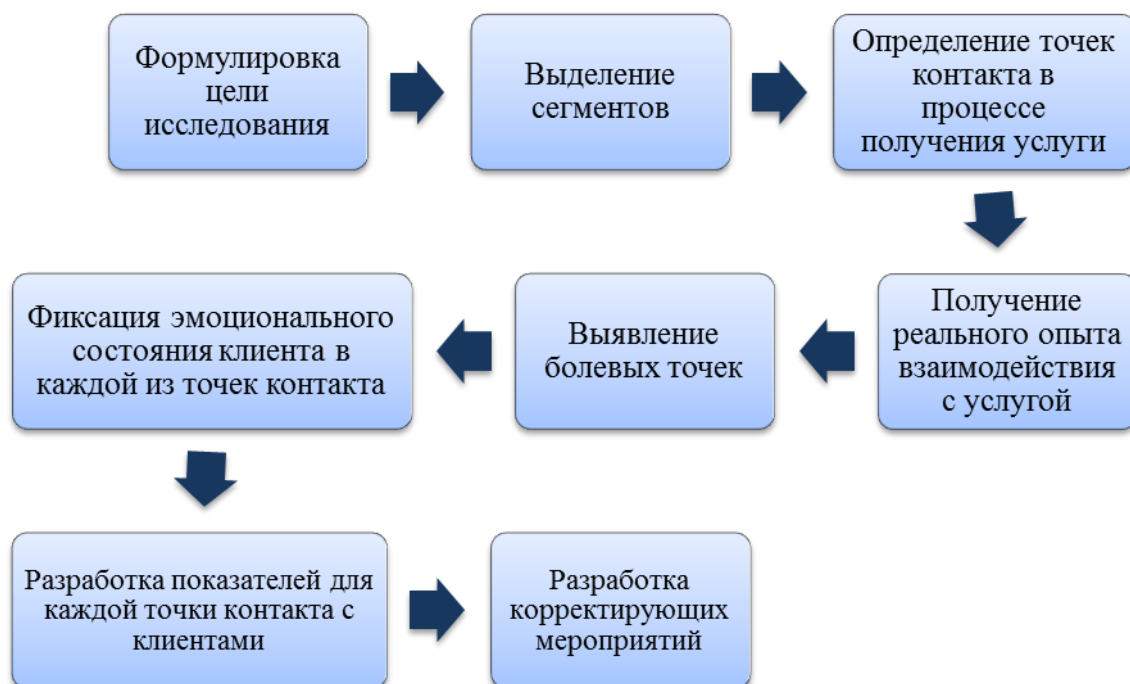 Формулировка
цели
исследования
Выделение
сегментов
Определение точек
контакта в
процессе
получения услуги
Получение
реального опыта
взаимодействия
с услугой
Выявление
болевых точек
Фиксация эмоционального
состояния клиента в
каждой из точек контакта
Разработка показателей для
каждой точки контакта с
клиентами
Разработка
корректирующих
мероприятий